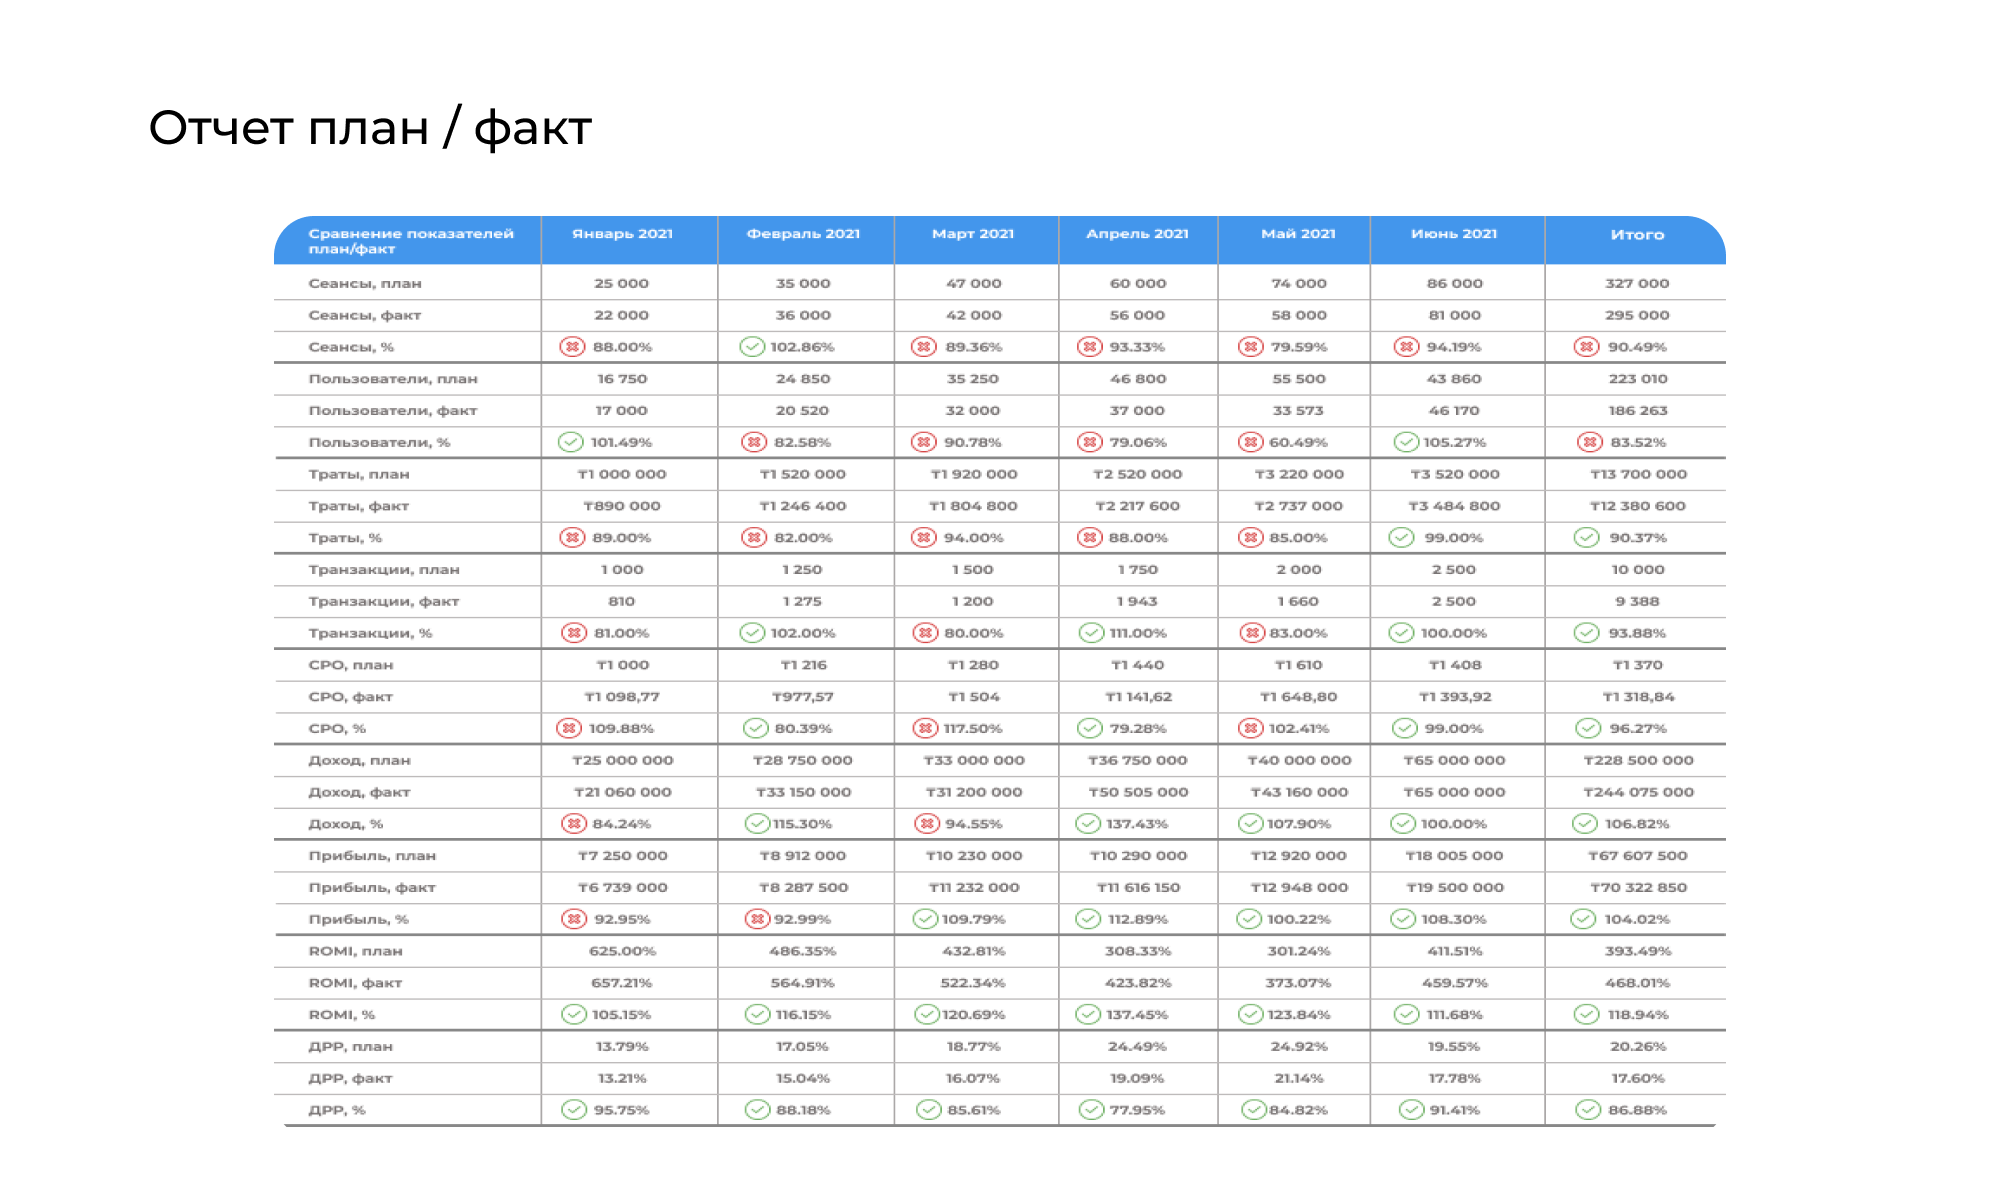 Отчет план / факт
Сравнение показателей план/факт Январь 2021 Февраль 2021 Март 2021 Апрель 2021 Май 2021 Июнь 2021 Итого
Сеансы, план 25 000 35 000 47 000 60 000 74 000 86 000 327 000
Сеансы, факт 22 000 36 000 42 000 56 000 58 000 81 000 295 000
Сеансы, % 88.00% 102.86% 89.36% 93.33% 79.59% 94.19% 90.49%
Пользователи, план 16 750 24 850 35 250 46 800 55 500 43 860 223 010
Пользователи, факт 17 000 20 520 32 000 37 000 33 573 46 170 186 263
Пользователи, % 101.49% 82.58% 90.78% 79.06% 60.49% 105.27% 83.52%
Траты, план ₸1 000 000 ₸1 520 000 ₸1 920 000 ₸2 520 000 ₸3 220 000 ₸3 520 000 ₸13 700 000
Траты, факт ₸890 000 ₸1 246 400 ₸1 804 800 ₸2 217 600 ₸2 737 000 ₸3 484 800 ₸12 380 600
Траты, % 89.00% 82.00% 94.00% 88.00% 85.00% 99.00% 90.37%
Транзакции, план 1 000 1 250 1 500 1 750 2 000 2 500 10 000
Транзакции, факт 810 1 275 1 200 1 943 1 660 2 500 9 388
Транзакции, % 81.00% 102.00% 80.00% 111.00% 83.00% 100.00% 93.88%
CPO, план ₸1 000 ₸1 216 ₸1 280 ₸1 440 ₸1 610 ₸1 408 ₸1 370
CPO, факт ₸1 098,77 ₸977,57 ₸1 504 ₸1 141,62 ₸1 648,80 ₸1 393,92 ₸1 318,84
CPO, % 109.88% 80.39% 117.50% 79.28% 102.41% 99.00% 96.27%
Доход, план ₸25 000 000 ₸28 750 000 ₸33 000 000 ₸36 750 000 ₸40 000 000 ₸65 000 000 ₸228 500 000
Доход, факт ₸21 060 000 ₸33 150 000 ₸31 200 000 ₸50 505 000 ₸43 160 000 ₸65 000 000 ₸244 075 000
Доход, % 84.24% 115.30% 94.55% 137.43% 107.90% 100.00% 106.82%
Прибыль, план ₸7 250 000 ₸8 912 000 ₸10 230 000 ₸10 290 000 ₸12 920 000 ₸18 005 000 ₸67 607 500
Прибыль, факт ₸6 739 000 ₸8 287 500 ₸11 232 000 ₸11 616 150 ₸12 948 000 ₸19 500 000 ₸70 322 850
Прибыль, % 92.95% 92.99% 109.79% 112.89% 100.22% 108.30% 104.02%
ROMI, план 625.00% 486.35% 432.81% 308.33% 301.24% 411.51% 393.49%
ROMI, факт 657.21% 564.91% 522.34% 423.82% 373.07% 459.57% 468.01%
ROMI, % 105.15% 116.15% 120.69% 137.45% 123.84% 111.68% 118.94%
ДРР, план 13.79% 17.05% 18.77% 24.49% 24.92% 19.55% 20.26%
ДРР, факт 13.21% 15.04% 16.07% 19.09% 21.14% 17.78% 17.60%
ДРР, % 95.75% 88.18% 85.61% 77.95% 84.82% 91.41% 86.88%